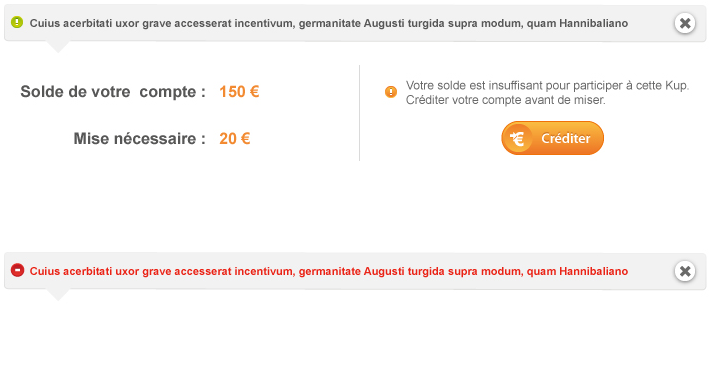 Cuius acerbitati uxor grave accesserat incentivum, germanitate Augusti turgida supra modum, quam Hannibaliano
Solde de votre compte : 150 €
Mise nécessaire : 20 €
Votre solde est insuffisant pour participer à cette Kup.
Créditer votre compte avant de miser.
Créditer
Cuius acerbitati uxor grave accesserat incentivum, germanitate Augusti turgida supra modum, quam Hannibaliano